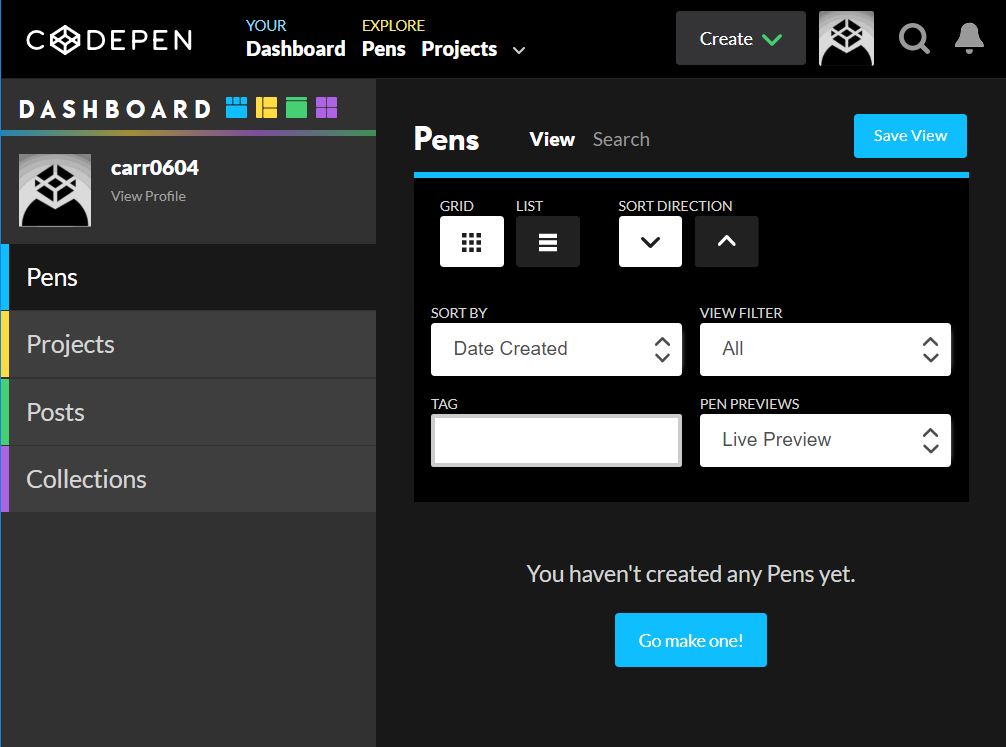 CODEPEN
YOUR
Dashboard
EXPLORE
Pens Projects
Create
DASHBOARD
carr0604
View Profile
Pens
Projects
Posts
Collections
Pens View Search Save View
GRID LIST SORT DIRECTION
SORT BY VIEW FILTER
Date Created All
TAG PEN PREVIEWS
Live Preview
You haven't created any Pens yet.
Go make one!